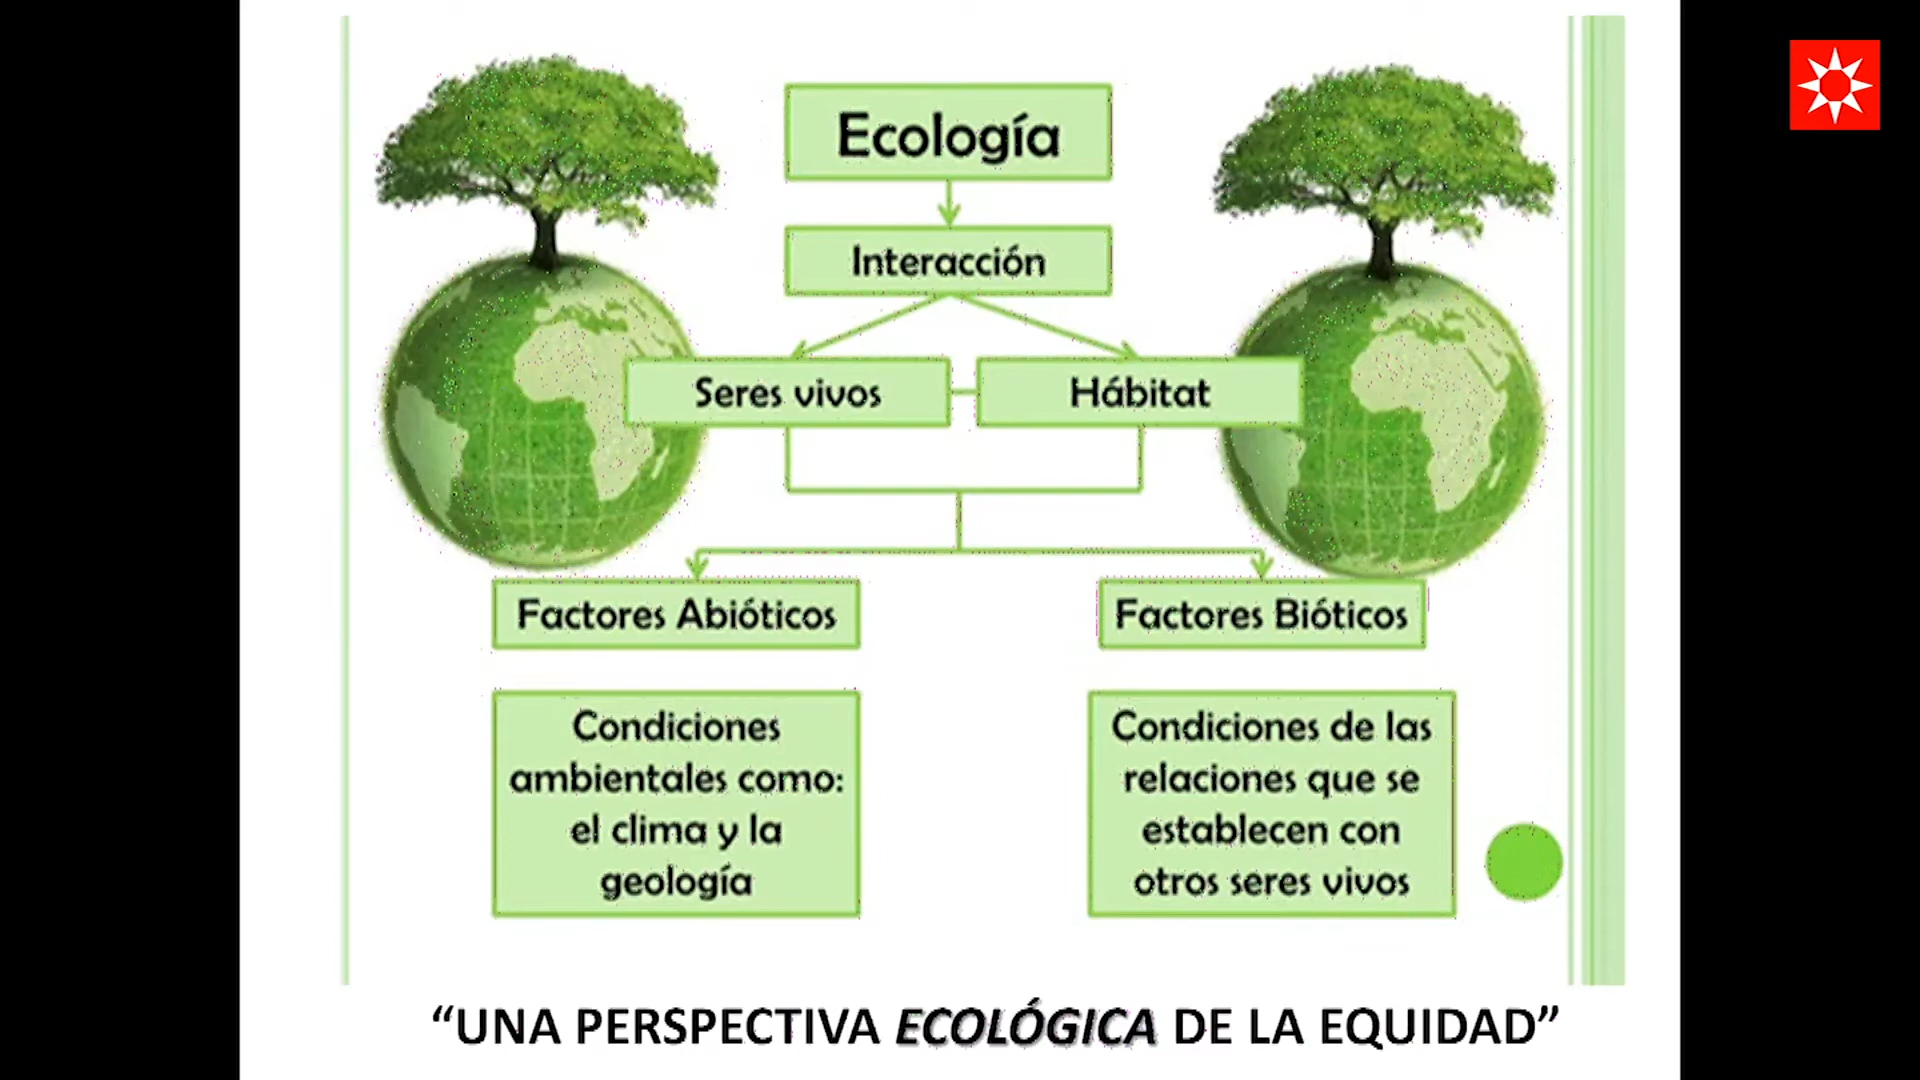 Ecología
Interacción
Seres vivos
Hábitat
Factores Abióticos
Factores Bióticos
Condiciones
ambientales como:
el clima y la
geología
Condiciones de las
relaciones que se
establecen con
otros seres vivos
“UNA PERSPECTIVA ECOLÓGICA DE LA EQUIDAD”